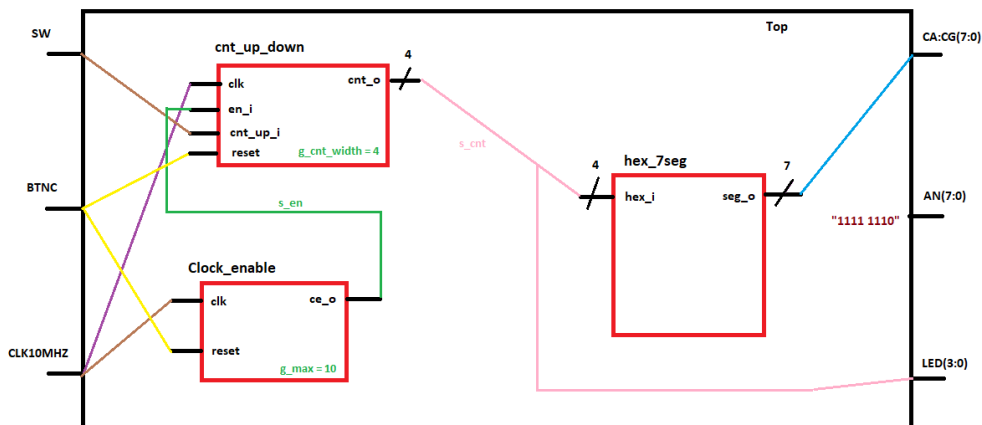 Top
SW
CA:CG(7:0)
cnt_up_down
4
clk
cnt_o
en_i
cnt_up_i
reset
g_cnt_width = 4
s_cnt
4
hex_7seg
7
hex_i
seg_o
BTNC
AN(7:0)
s_en
"1111 1110"
Clock_enable
clk
ce_o
reset
g_max = 10
CLK10MHZ
LED(3:0)